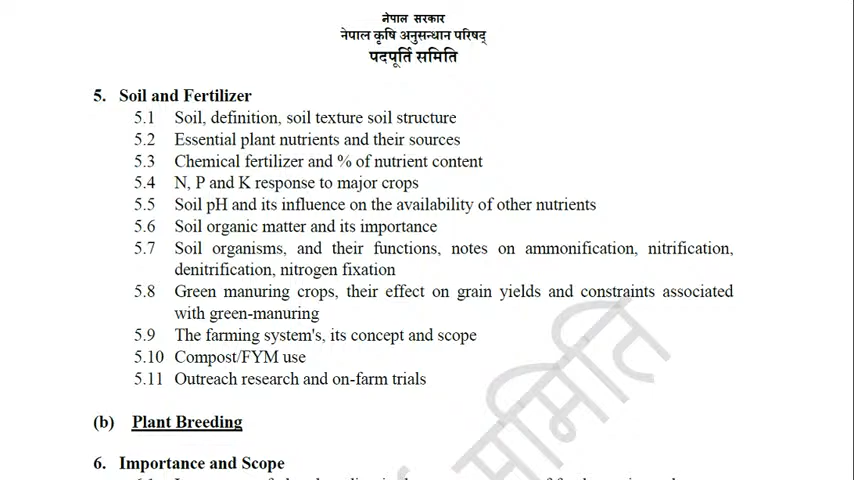 नेपाल सरकार
नेपाल कृषि अनुसन्धान परिषद्
पदपूर्ति समिति
5. Soil and Fertilizer
5.1 Soil, definition, soil texture soil structure
5.2 Essential plant nutrients and their sources
5.3 Chemical fertilizer and % of nutrient content
5.4 N, P and K response to major crops
5.5 Soil pH and its influence on the availability of other nutrients
5.6 Soil organic matter and its importance
5.7 Soil organisms, and their functions, notes on ammonification, nitrification,
denitrification, nitrogen fixation
5.8 Green manuring crops, their effect on grain yields and constraints associated
with green-manuring
5.9 The farming system's, its concept and scope
5.10 Compost/FYM use
5.11 Outreach research and on-farm trials
(b) Plant Breeding
6. Importance and Scope
समिति